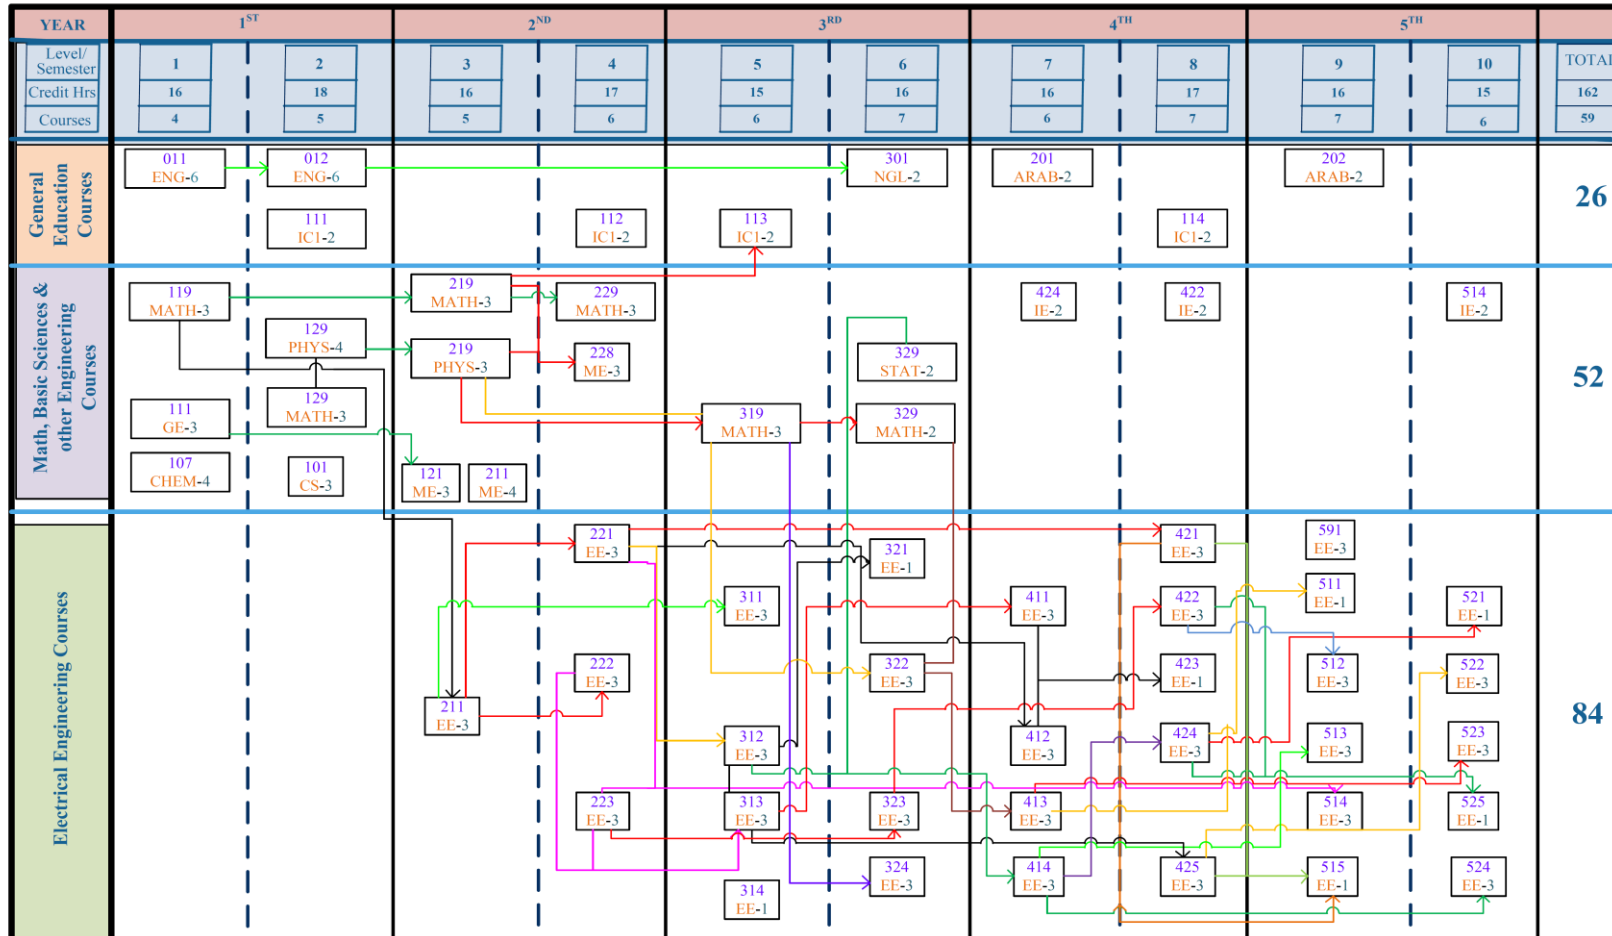 YEAR 1ST 2ND 3RD 4TH 5TH
Level/ Semester 1 2 3 4 5 6 7 8 9 10 TOTAL
Credit Hrs 16 18 16 17 15 16 16 17 16 15 162
Courses 4 5 5 6 6 7 6 7 7 6 59
General Education Courses
011 ENG-6
012 ENG-6
301 NGL-2
201 ARAB-2
202 ARAB-2
111 IC1-2
112 IC1-2
113 IC1-2
114 IC1-2
26
Math, Basic Sciences & other Engineering Courses
119 MATH-3
219 MATH-3
229 MATH-3
424 IE-2
422 IE-2
514 IE-2
129 PHYS-4
219 PHYS-3
228 ME-3
329 STAT-2
129 MATH-3
111 GE-3
319 MATH-3
329 MATH-2
107 CHEM-4
101 CS-3
121 ME-3
211 ME-4
52
Electrical Engineering Courses
221 EE-3
321 EE-1
421 EE-3
591 EE-3
311 EE-3
411 EE-3
422 EE-3
511 EE-1
521 EE-1
222 EE-3
322 EE-3
423 EE-1
512 EE-3
522 EE-3
211 EE-3
312 EE-3
412 EE-3
424 EE-3
513 EE-3
523 EE-3
223 EE-3
313 EE-3
323 EE-3
413 EE-3
514 EE-3
525 EE-1
314 EE-1
324 EE-3
414 EE-3
425 EE-3
515 EE-1
524 EE-3
84